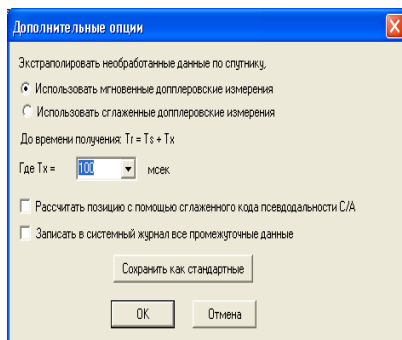 Дополнительные опции
Экстраполировать необработанные данные по спутнику,
Использовать мгновенные допплеровские измерения
Использовать сглаженные допплеровские измерения
До времени получения: Tr = Ts + Tx
Где Tx = 100 мсек
Рассчитать позицию с помощью сглаженного кода псевдодальности C/A
Записать в системный журнал все промежуточные данные
Сохранить как стандартные
OK Отмена